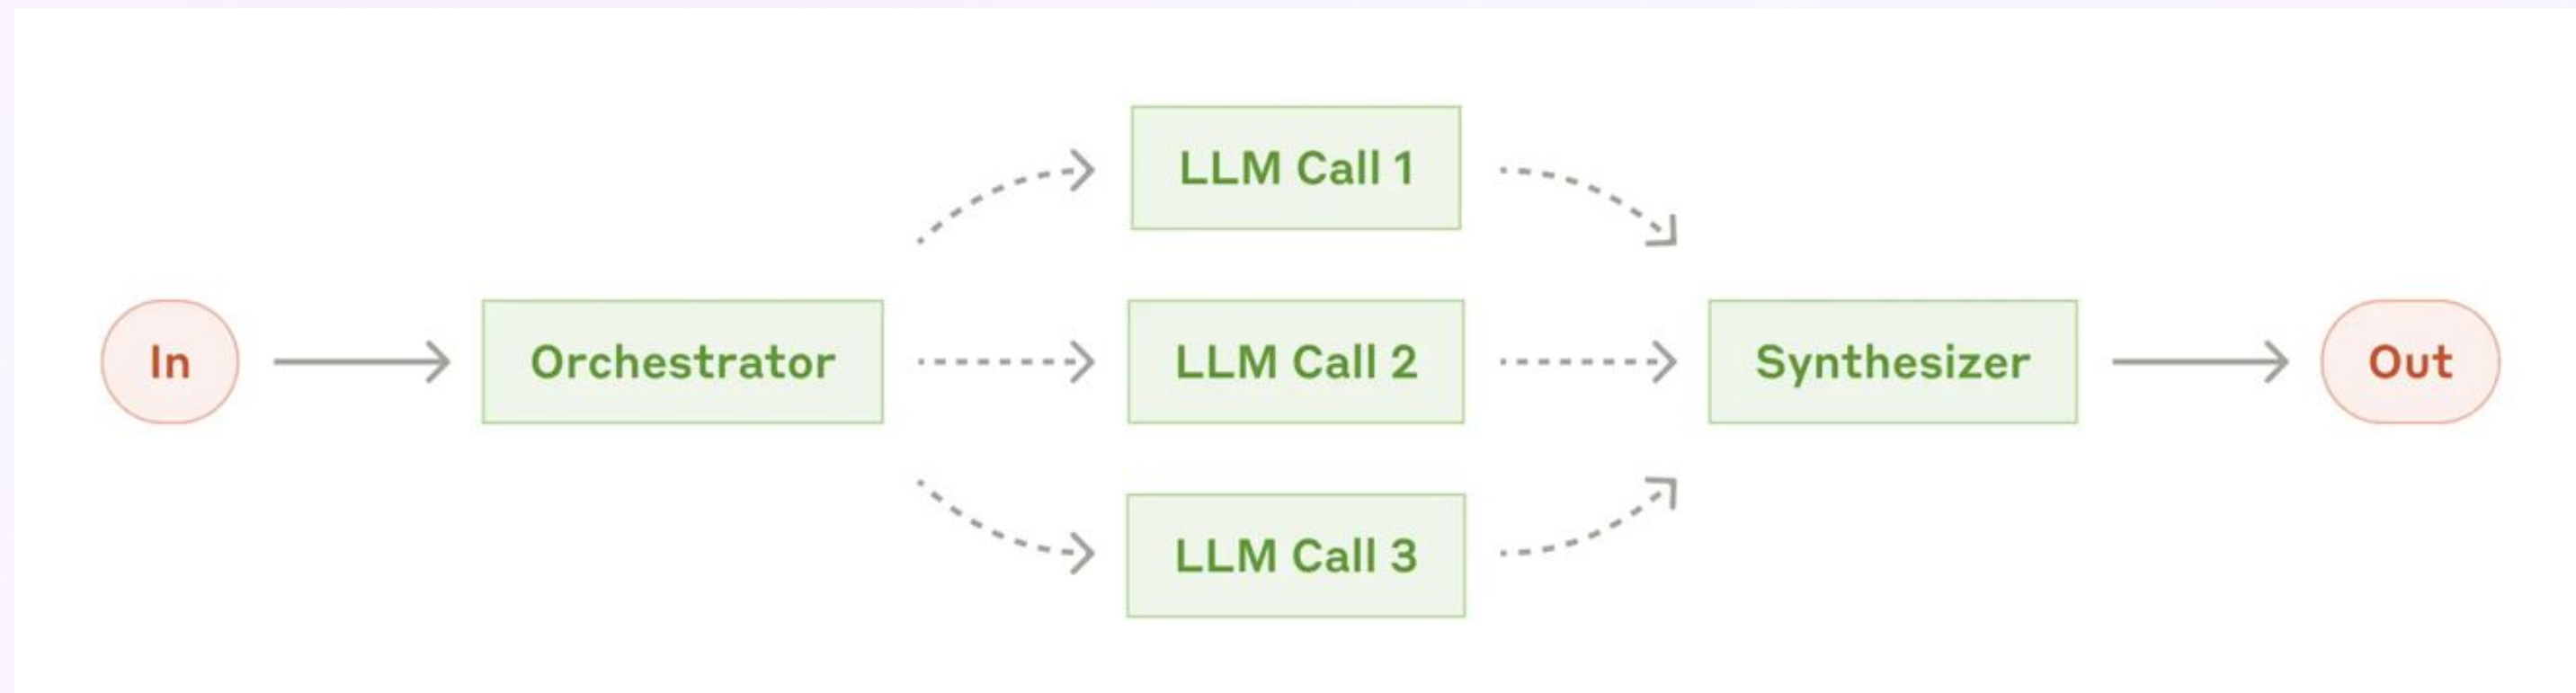 In
Orchestrator
LLM Call 1
LLM Call 2
LLM Call 3
Synthesizer
Out